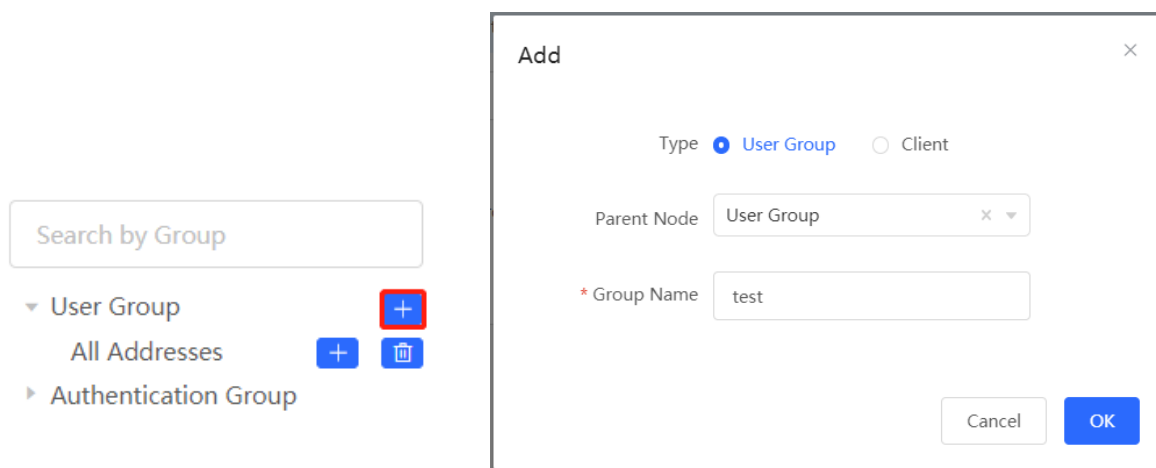 Search by Group
User Group
All Addresses
Authentication Group
Add
Type User Group Client
Parent Node User Group
* Group Name test
Cancel OK